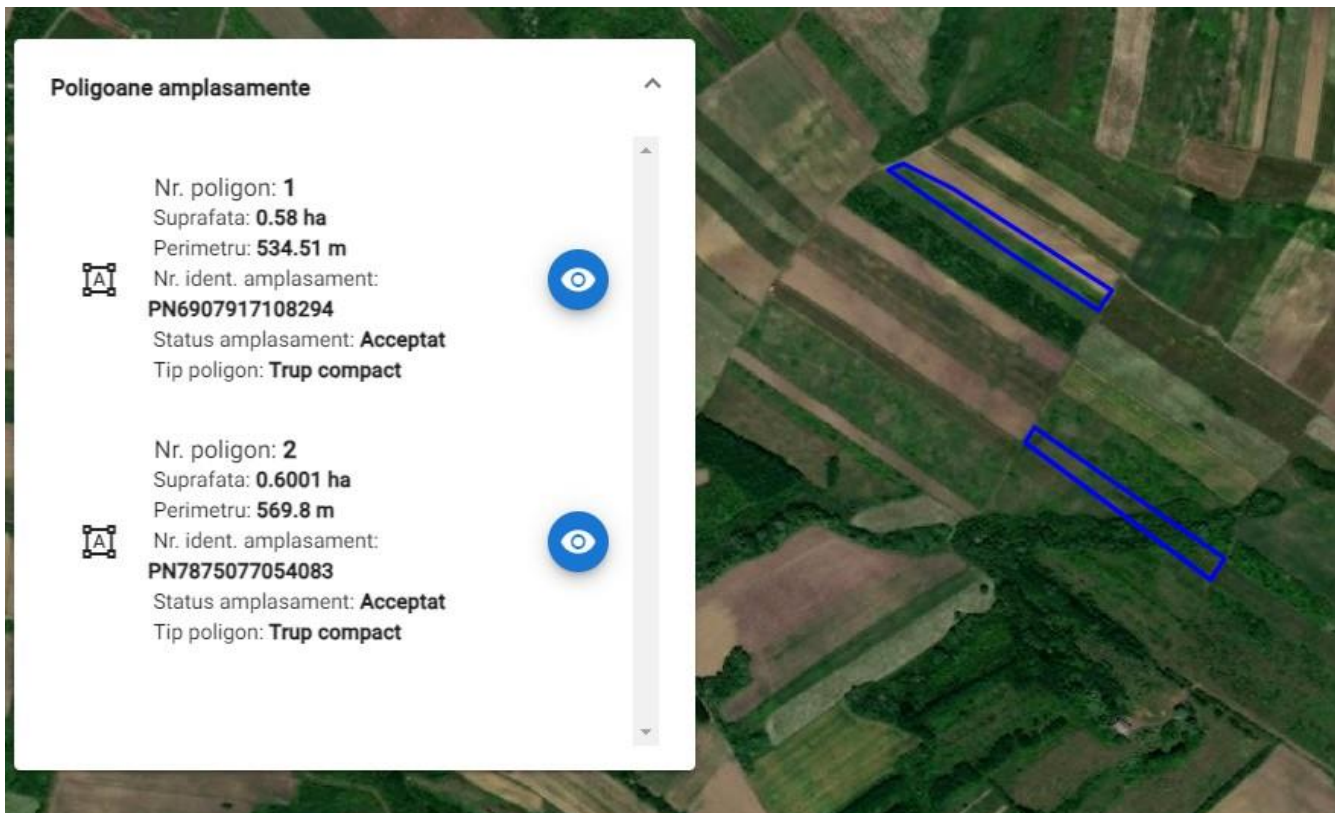 Poligoane amplasamente
Nr. poligon: 1
Suprafata: 0.58 ha
Perimetru: 534.51 m
A
Nr. ident. amplasament:
PN6907917108294
Status amplasament: Acceptat
Tip poligon: Trup compact
Nr. poligon: 2
Suprafata: 0.6001 ha
Perimetru: 569.8 m
A
Nr. ident. amplasament:
PN7875077054083
Status amplasament: Acceptat
Tip poligon: Trup compact